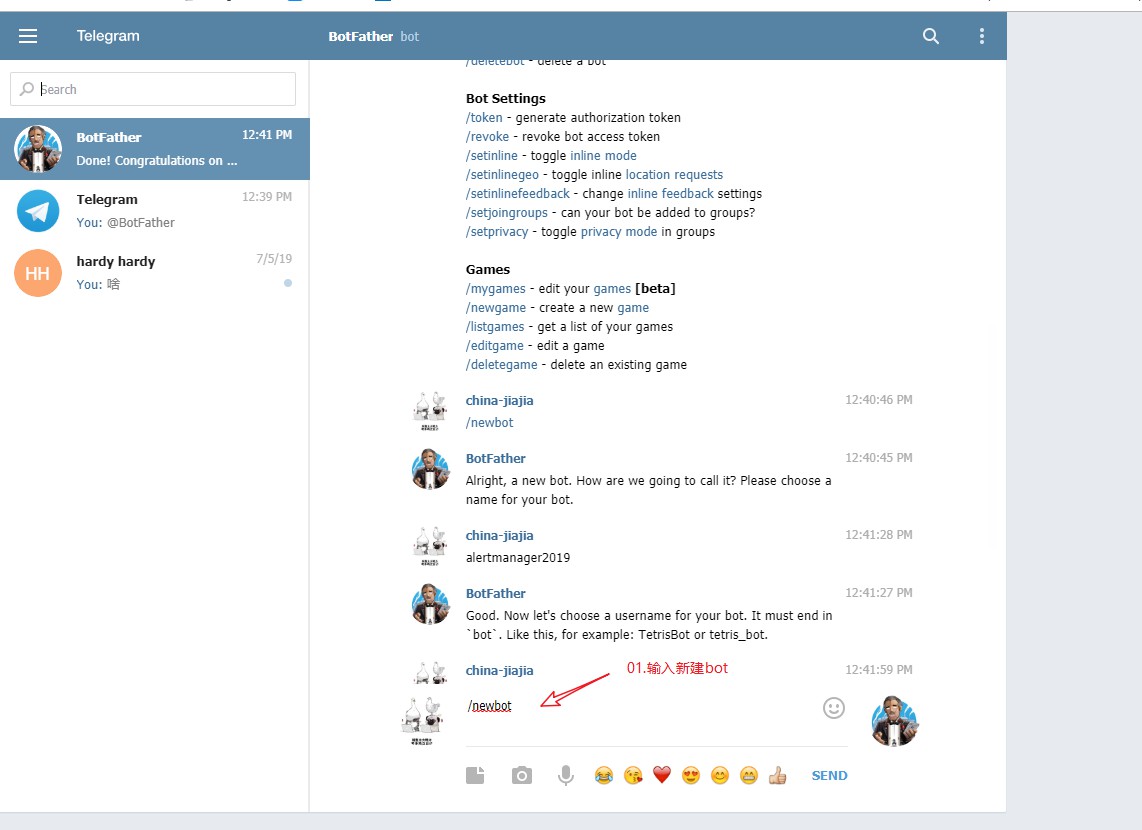 Telegram
BotFather bot
Search
BotFather 12:41 PM
Done! Congratulations on ...
Telegram 12:39 PM
You: @BotFather
HH
hardy hardy 7/5/19
You: 啥
/deletebot - delete a bot
Bot Settings
/token - generate authorization token
/revoke - revoke bot access token
/setinline - toggle inline mode
/setinlinegeo - toggle inline location requests
/setinlinefeedback - change inline feedback settings
/setjoingroups - can your bot be added to groups?
/setprivacy - toggle privacy mode in groups
Games
/mygames - edit your games [beta]
/newgame - create a new game
/listgames - get a list of your games
/editgame - edit a game
/deletegame - delete an existing game
china-jiajia 12:40:46 PM
/newbot
BotFather 12:40:45 PM
Alright, a new bot. How are we going to call it? Please choose a
name for your bot.
china-jiajia 12:41:28 PM
alertmanager2019
BotFather 12:41:27 PM
Good. Now let's choose a username for your bot. It must end in
`bot`. Like this, for example: TetrisBot or tetris_bot.
china-jiajia 12:41:59 PM
01.输入新建bot
/newbot
SEND